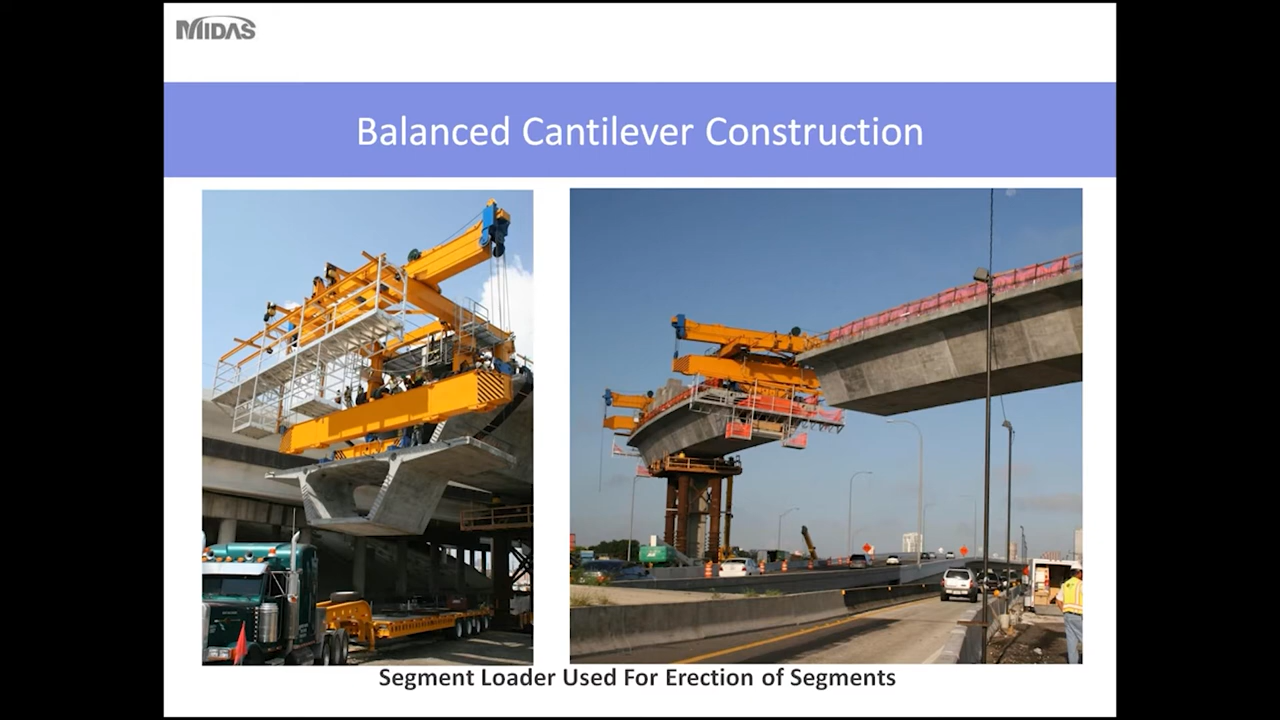 MIDAS
Balanced Cantilever Construction
Segment Loader Used For Erection of Segments